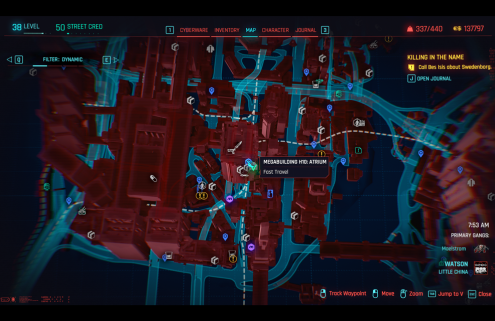 38 LEVEL
50 STREET CRED
1 CYBERWARE INVENTORY MAP CHARACTER JOURNAL 3
337/440
137797
Q FILTER: DYNAMIC E
KILLING IN THE NAME
Call Bes Isis about Swedenborg.
J OPEN JOURNAL
MEGABUILDING H10: ATRIUM
Fast Travel
7:53 AM
PRIMARY GANGS:
Maelstrom
WATSON
LITTLE CHINA
Track Waypoint Move Zoom Jump to V Close